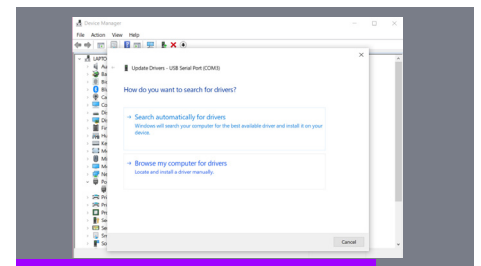 Device Manager
File Action View Help
LAPTO
Update Drivers - USB Serial Port (COM3)
How do you want to search for drivers?
→ Search automatically for drivers
Windows will search your computer for the best available driver and install it on your
device.
→ Browse my computer for drivers
Locate and install a driver manually.
Cancel